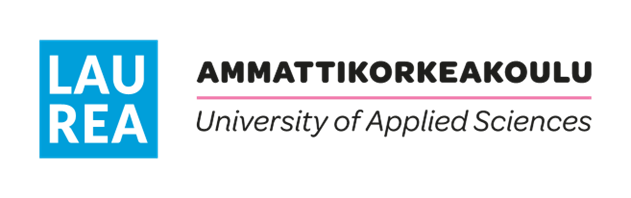 LAU
REA
AMMATTIKORKEAKOULU
University of Applied Sciences